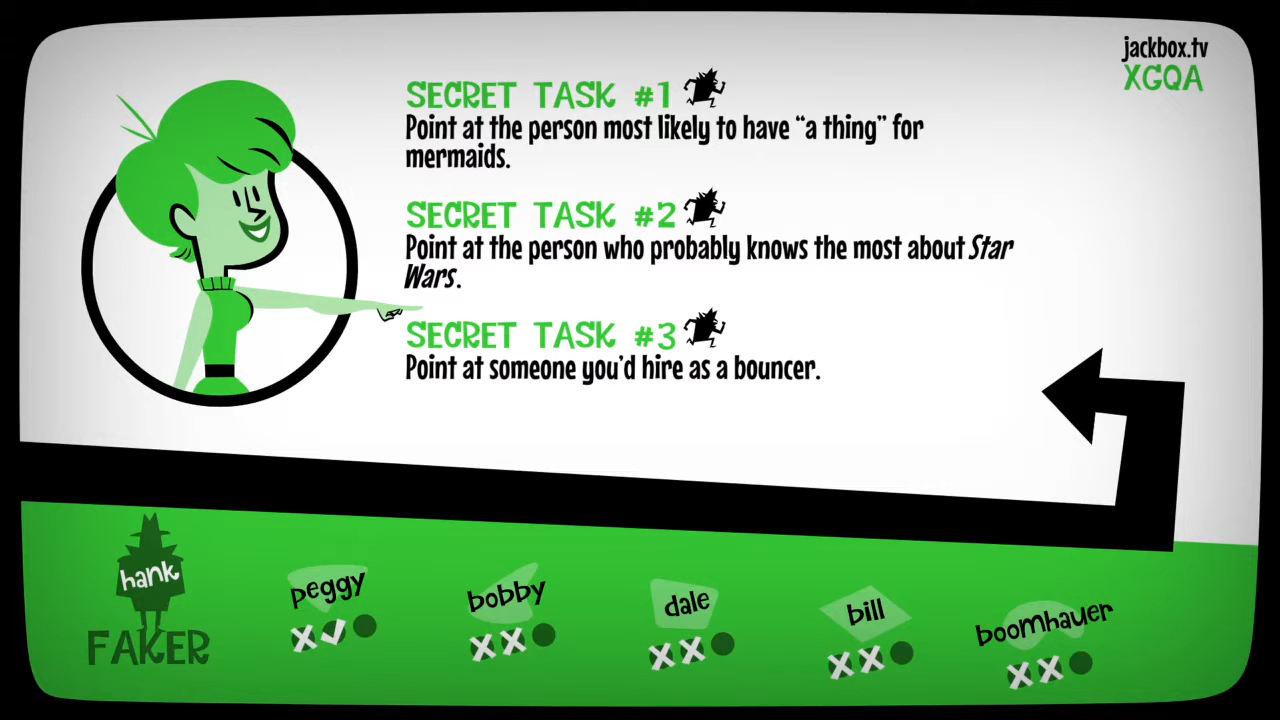 jackbox.tv
XGQA
SECRET TASK #1
Point at the person most likely to have “a thing” for
mermaids.
SECRET TASK #2
Point at the person who probably knows the most about Star
Wars.
SECRET TASK #3
Point at someone you’d hire as a bouncer.
hank
FAKER
peggy
bobby
dale
bill
boomhauer